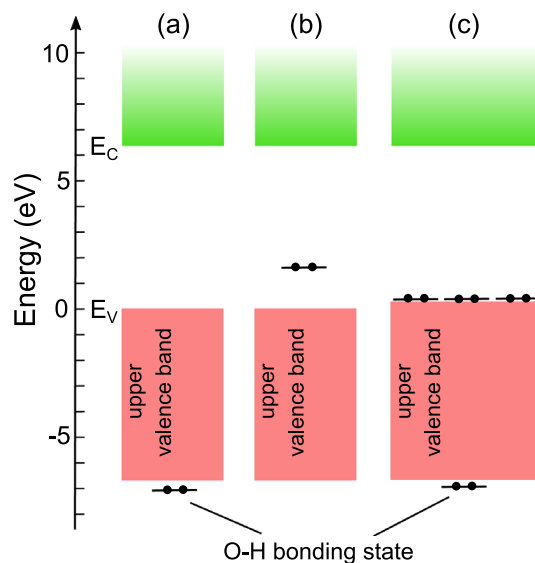 (a) (b) (c)
10
E_C
5
Energy (eV)
0
E_V
-5
upper
valence band
upper
valence band
upper
valence band
O-H bonding state